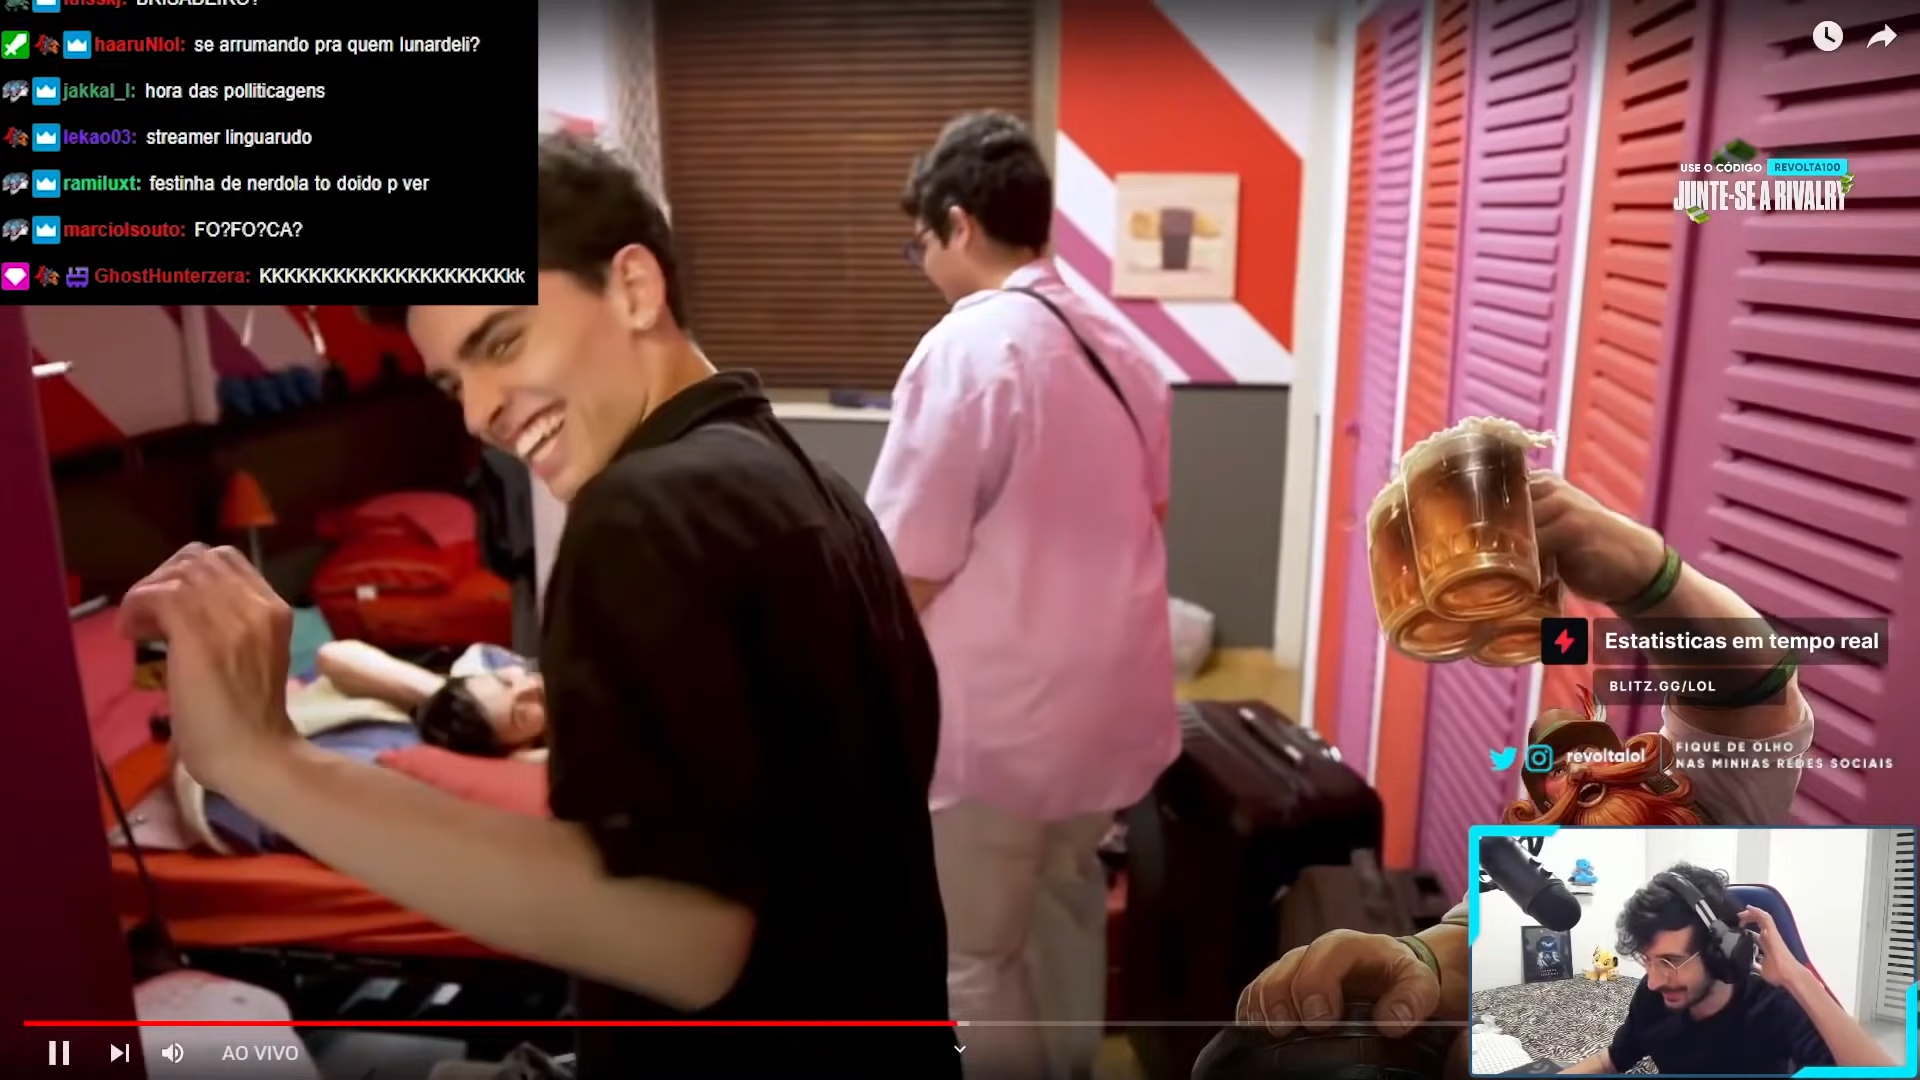 haaruNlol: se arrumando pra quem lunardeli?
jakkal_l: hora das polliticagens
lekao03: streamer linguarudo
ramiluxt: festinha de nerdola to doido p ver
marciolsouto: FO?FO?CA?
GhostHunterzera: KKKKKKKKKKKKKKKKKKKKkk
USE O CÓDIGO REVOLTA100
JUNTE-SE A RIVALRY
Estatisticas em tempo real
BLITZ.GG/LOL
revoltalol
FIQUE DE OLHO
NAS MINHAS REDES SOCIAIS
AO VIVO